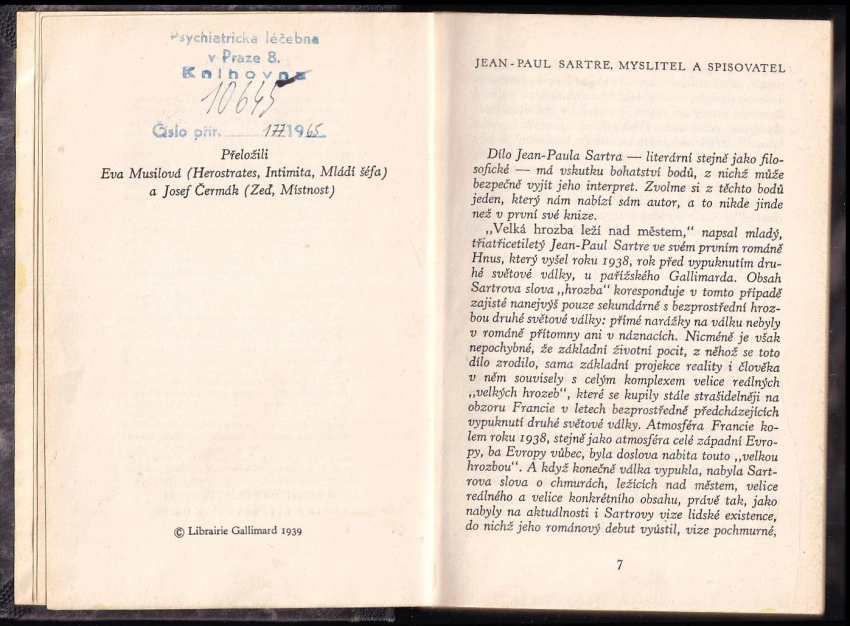 Psychiatrická léčebna
v Praze 8.
Knihovna
10645
Číslo přír. 177/1965
Přeložili
Eva Musilová (Herostrates, Intimita, Mládí šéfa)
a Josef Čermák (Zeď, Místnost)
© Librairie Gallimard 1939
JEAN-PAUL SARTRE, MYSLITEL A SPISOVATEL
Dílo Jean-Paula Sartra — literární stejně jako filo-
sofické — má vskutku bohatství bodů, z nichž může
bezpečně vyjít jeho interpret. Zvolme si z těchto bodů
jeden, který nám nabízí sám autor, a to nikde jinde
než v první své knize.
„Velká hrozba leží nad městem,“ napsal mladý,
třiatřicetiletý Jean-Paul Sartre ve svém prvním románě
Hnus, který vyšel roku 1938, rok před vypuknutím dru-
hé světové války, u pařížského Gallimarda. Obsah
Sartrova slova „hrozba“ koresponduje v tomto případě
zajisté nanejvýš pouze sekundárně s bezprostřední hroz-
bou druhé světové války: přímé narážky na válku nebyly
v románě přítomny ani v náznacích. Nicméně je však
nepochybné, že základní životní pocit, z něhož se toto
dílo zrodilo, sama základní projekce reality i člověka
v něm souvisely s celým komplexem velice reálných
„velkých hrozeb“, které se kupily stále strašidelněji na
obzoru Francie v letech bezprostředně předcházejících
vypuknutí druhé světové války. Atmosféra Francie ko-
lem roku 1938, stejně jako atmosféra celé západní Evro-
py, ba Evropy vůbec, byla doslova nabita touto „velkou
hrozbou“. A když konečně válka vypukla, nabyla Sart-
rova slova o chmurách, ležících nad městem, velice
reálného a velice konkrétního obsahu, právě tak, jako
nabyly na aktuálnosti i Sartrovy vize lidské existence,
do nichž jeho románový debut vyústil, vize pochmurné,
7